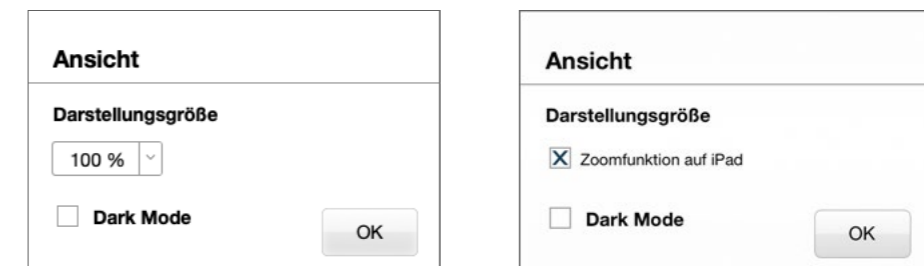 Ansicht
Darstellungsgröße
100 %
Dark Mode
OK
Ansicht
Darstellungsgröße
Zoomfunktion auf iPad
Dark Mode
OK